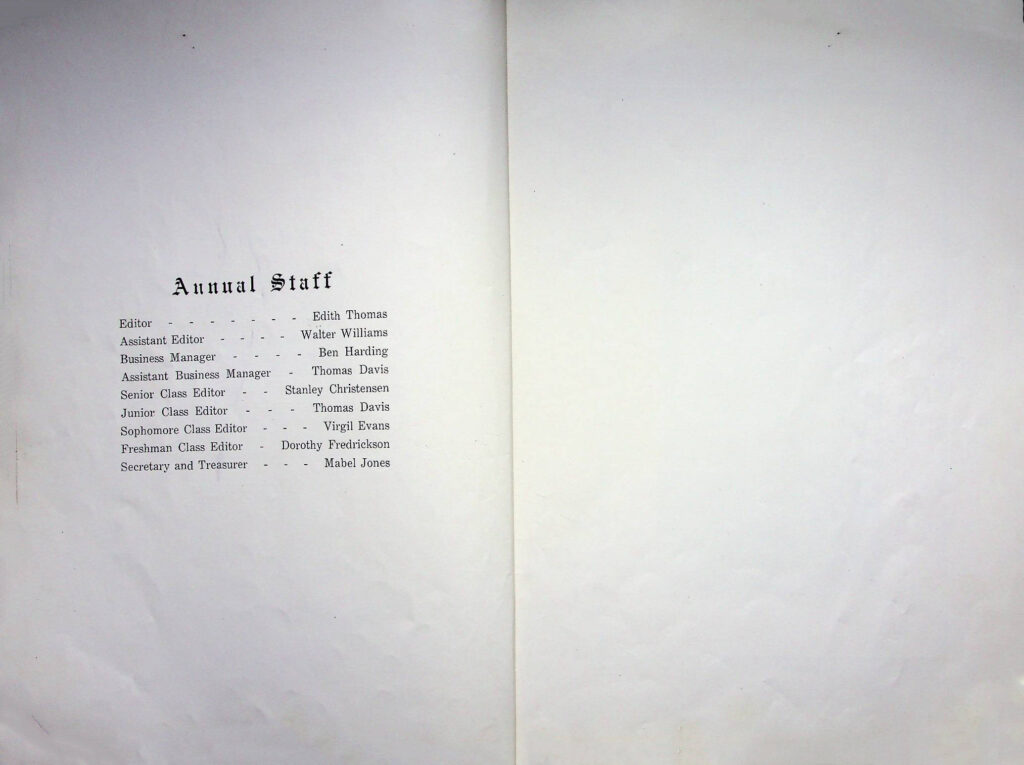 Annual Staff
Editor - - - - - - - Edith Thomas
Assistant Editor - - - - Walter Williams
Business Manager - - - - Ben Harding
Assistant Business Manager - Thomas Davis
Senior Class Editor - - Stanley Christensen
Junior Class Editor - - - Thomas Davis
Sophomore Class Editor - - - Virgil Evans
Freshman Class Editor - Dorothy Fredrickson
Secretary and Treasurer - - - Mabel Jones